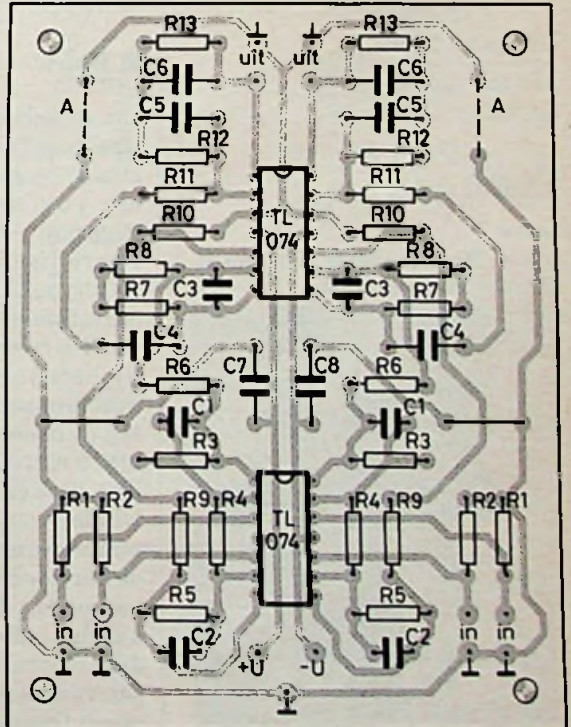 R13 R13
uit uit
C6 C6
A C5 C5 A
R12 R12
R11 R11
TL
074
R10 R10
R8 R8
C3 C3
R7 R7
C4 C4
R6 C7 C8 R6
C1 C1
R3 R3
R1 R2 R9 R4 R4 R9 R2 R1
TL
074
R5 R5
in in in in
C2 C2
+U -U